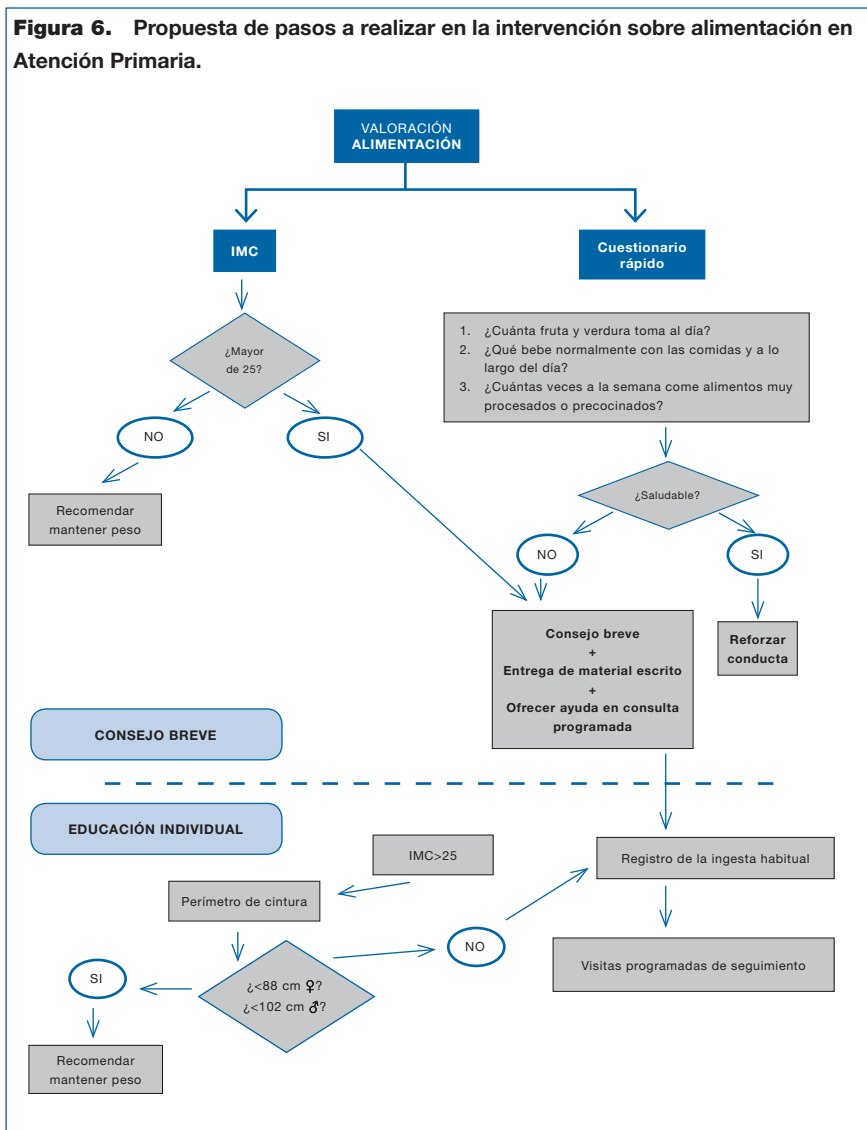 Figura 6. Propuesta de pasos a realizar en la intervención sobre alimentación en
Atención Primaria.
VALORACIÓN
ALIMENTACIÓN
IMC
Cuestionario
rápido
¿Mayor
de 25?
1. ¿Cuánta fruta y verdura toma al día?
2. ¿Qué bebe normalmente con las comidas y a lo
largo del día?
3. ¿Cuántas veces a la semana come alimentos muy
procesados o precocinados?
NO
SI
¿Saludable?
Recomendar
mantener peso
NO
SI
Consejo breve
+
Entrega de material escrito
+
Ofrecer ayuda en consulta
programada
Reforzar
conducta
CONSEJO BREVE
EDUCACIÓN INDIVIDUAL
IMC>25
Registro de la ingesta habitual
Perímetro de cintura
NO
Visitas programadas de seguimiento
SI
¿<88 cm ♀?
¿<102 cm ♂?
Recomendar
mantener peso